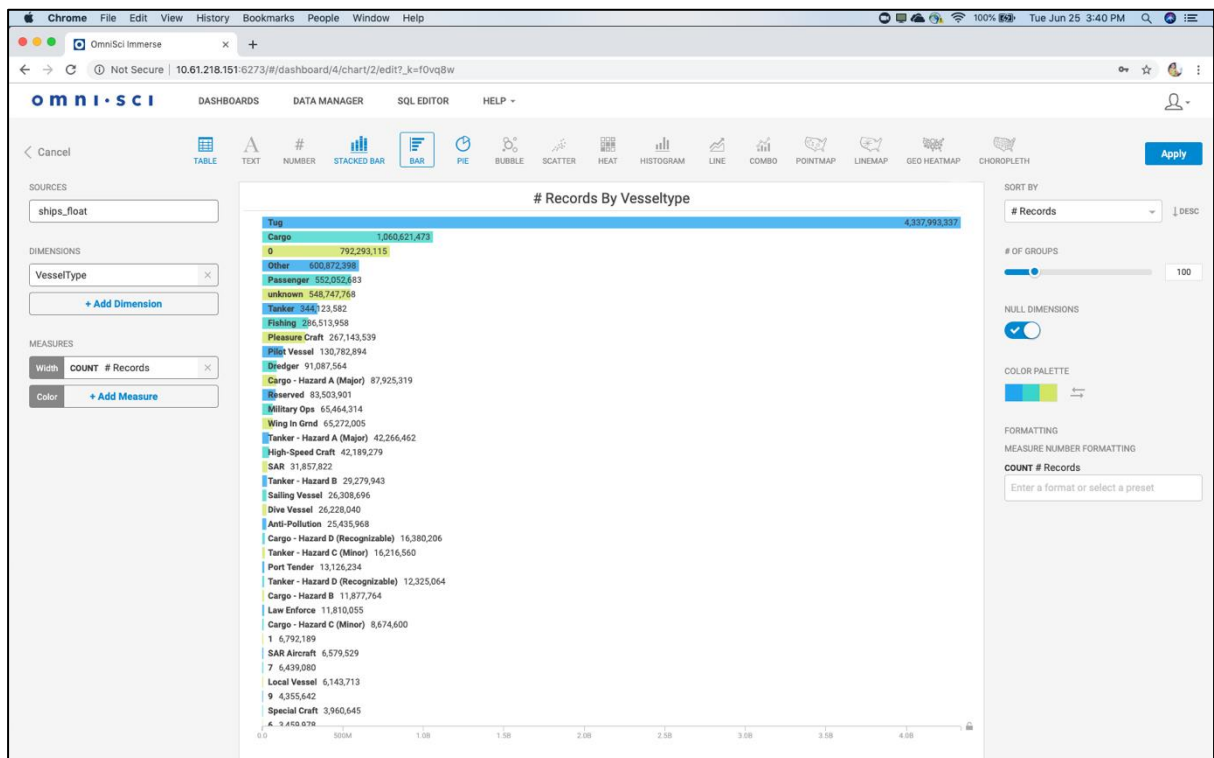 Chrome File Edit View History Bookmarks People Window Help 100% Tue Jun 25 3:40 PM
OmniSci Immerse
Not Secure | 10.61.218.151:6273/#/dashboard/4/chart/2/edit?_k=f0vq8w
omni·sci DASHBOARDS DATA MANAGER SQL EDITOR HELP
Cancel
TABLE TEXT NUMBER STACKED BAR BAR PIE BUBBLE SCATTER HEAT HISTOGRAM LINE COMBO POINTMAP LINEMAP GEO HEATMAP CHOROPLETH
Apply
SOURCES
ships_float
DIMENSIONS
VesselType
+ Add Dimension
MEASURES
Width COUNT # Records
Color + Add Measure
# Records By Vesseltype
Tug 4,337,993,337
Cargo 1,060,621,473
0 792,293,115
Other 600,872,398
Passenger 552,052,683
unknown 548,747,768
Tanker 344,123,582
Fishing 286,513,958
Pleasure Craft 267,143,539
Pilot Vessel 130,782,894
Dredger 91,087,564
Cargo - Hazard A (Major) 87,925,319
Reserved 83,503,901
Military Ops 65,464,314
Wing In Grnd 65,272,005
Tanker - Hazard A (Major) 42,266,462
High-Speed Craft 42,189,279
SAR 31,857,822
Tanker - Hazard B 29,279,943
Sailing Vessel 26,308,696
Dive Vessel 26,228,040
Anti-Pollution 25,435,968
Cargo - Hazard D (Recognizable) 16,380,206
Tanker - Hazard C (Minor) 16,216,560
Port Tender 13,126,234
Tanker - Hazard D (Recognizable) 12,325,064
Cargo - Hazard B 11,877,764
Law Enforce 11,810,055
Cargo - Hazard C (Minor) 8,674,600
1 6,792,189
SAR Aircraft 6,579,529
7 6,439,080
Local Vessel 6,143,713
9 4,355,642
Special Craft 3,960,645
6 3,459,978
0.0 500M 1.0B 1.5B 2.0B 2.5B 3.0B 3.5B 4.0B
SORT BY
# Records DESC
# OF GROUPS
100
NULL DIMENSIONS
COLOR PALETTE
FORMATTING
MEASURE NUMBER FORMATTING
COUNT # Records
Enter a format or select a preset